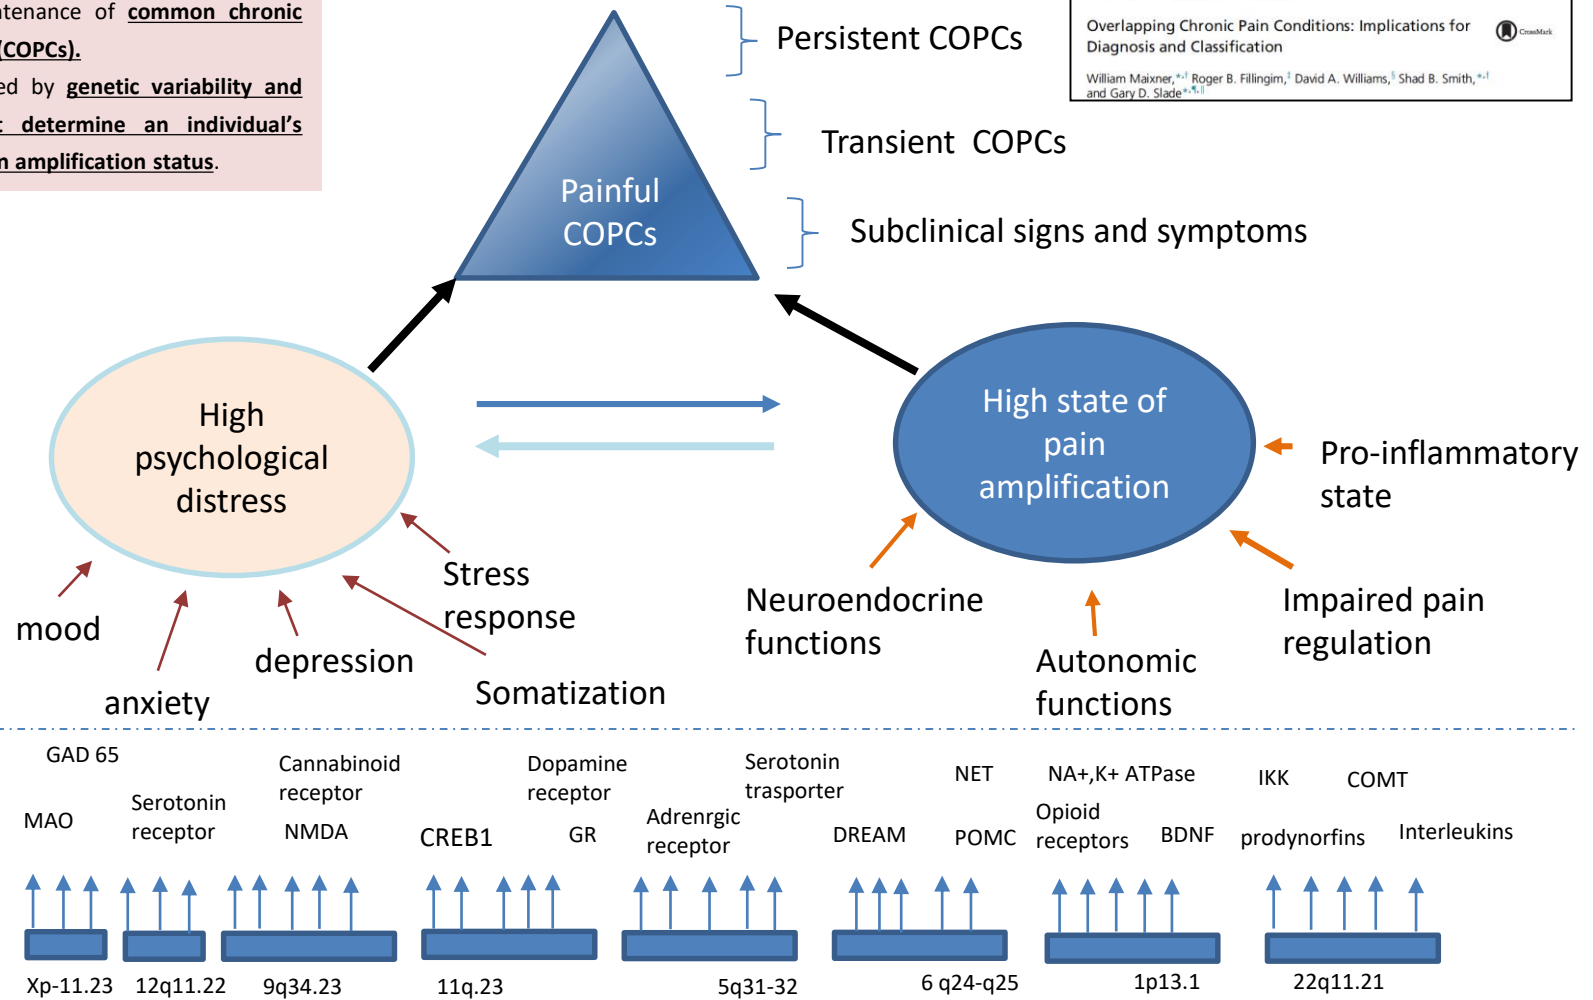 tenance of common chronic
(COPCs).
ed by genetic variability and
t determine an individual's
n amplification status.
Overlapping Chronic Pain Conditions: Implications for
Diagnosis and Classification
CrossMark
William Maixner,*,† Roger B. Fillingim,‡ David A. Williams,§ Shad B. Smith,*,†
and Gary D. Slade*,¶,||
Persistent COPCs
Transient COPCs
Subclinical signs and symptoms
Painful
COPCs
High
psychological
distress
High state of
pain
amplification
Pro-inflammatory
state
mood
anxiety
depression
Stress
response
Somatization
Neuroendocrine
functions
Autonomic
functions
Impaired pain
regulation
GAD 65
MAO
Serotonin
receptor
Cannabinoid
receptor
NMDA
CREB1
Dopamine
receptor
GR
Adrenrgic
receptor
Serotonin
trasporter
DREAM
NET
POMC
NA+,K+ ATPase
Opioid
receptors
BDNF
IKK
prodynorfins
COMT
Interleukins
Xp-11.23
12q11.22
9q34.23
11q.23
5q31-32
6 q24-q25
1p13.1
22q11.21